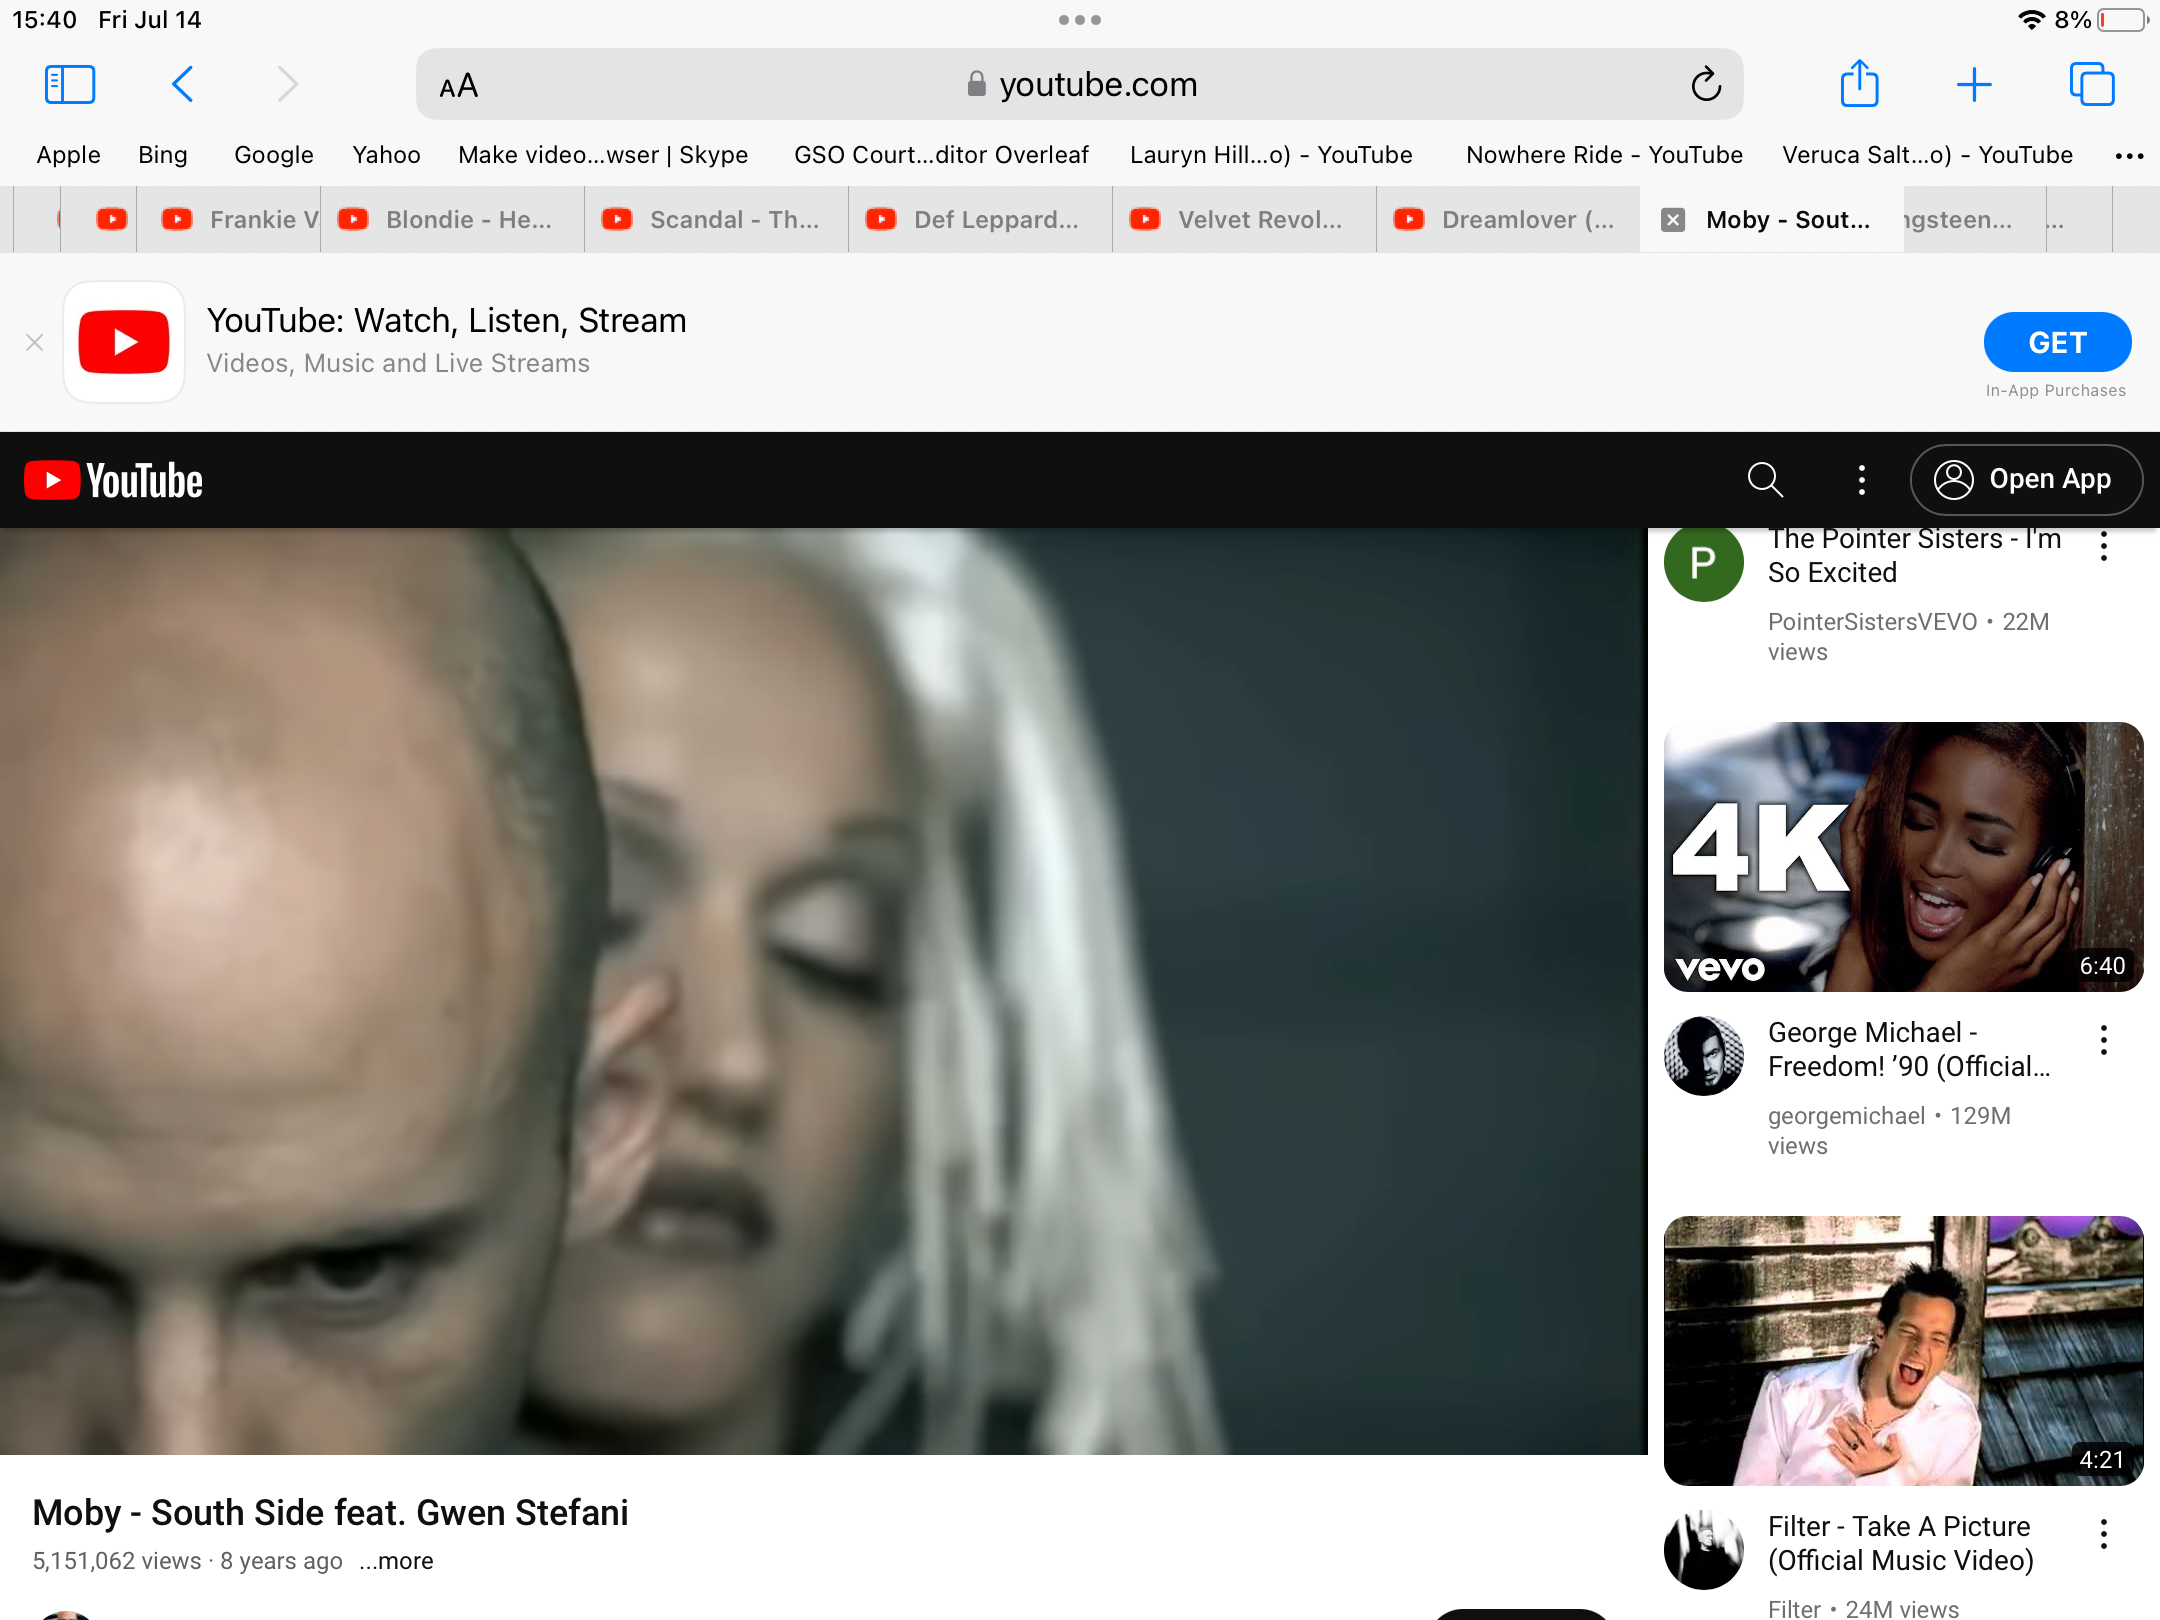 15:40 Fri Jul 14
8%
AA
youtube.com
Apple Bing Google Yahoo Make video...wser | Skype GSO Court...ditor Overleaf Lauryn Hill...o) - YouTube Nowhere Ride - YouTube Veruca Salt...o) - YouTube
Frankie V Blondie - He... Scandal - Th... Def Leppard... Velvet Revol... Dreamlover (... Moby - Sout... ngsteen... ...
YouTube: Watch, Listen, Stream
Videos, Music and Live Streams
GET
In-App Purchases
YouTube
Open App
P
The Pointer Sisters - I'm
So Excited
PointerSistersVEVO • 22M
views
4K
vevo
6:40
George Michael -
Freedom! ’90 (Official...
georgemichael • 129M
views
4:21
Filter - Take A Picture
(Official Music Video)
Filter • 24M views
Moby - South Side feat. Gwen Stefani
5,151,062 views · 8 years ago ...more